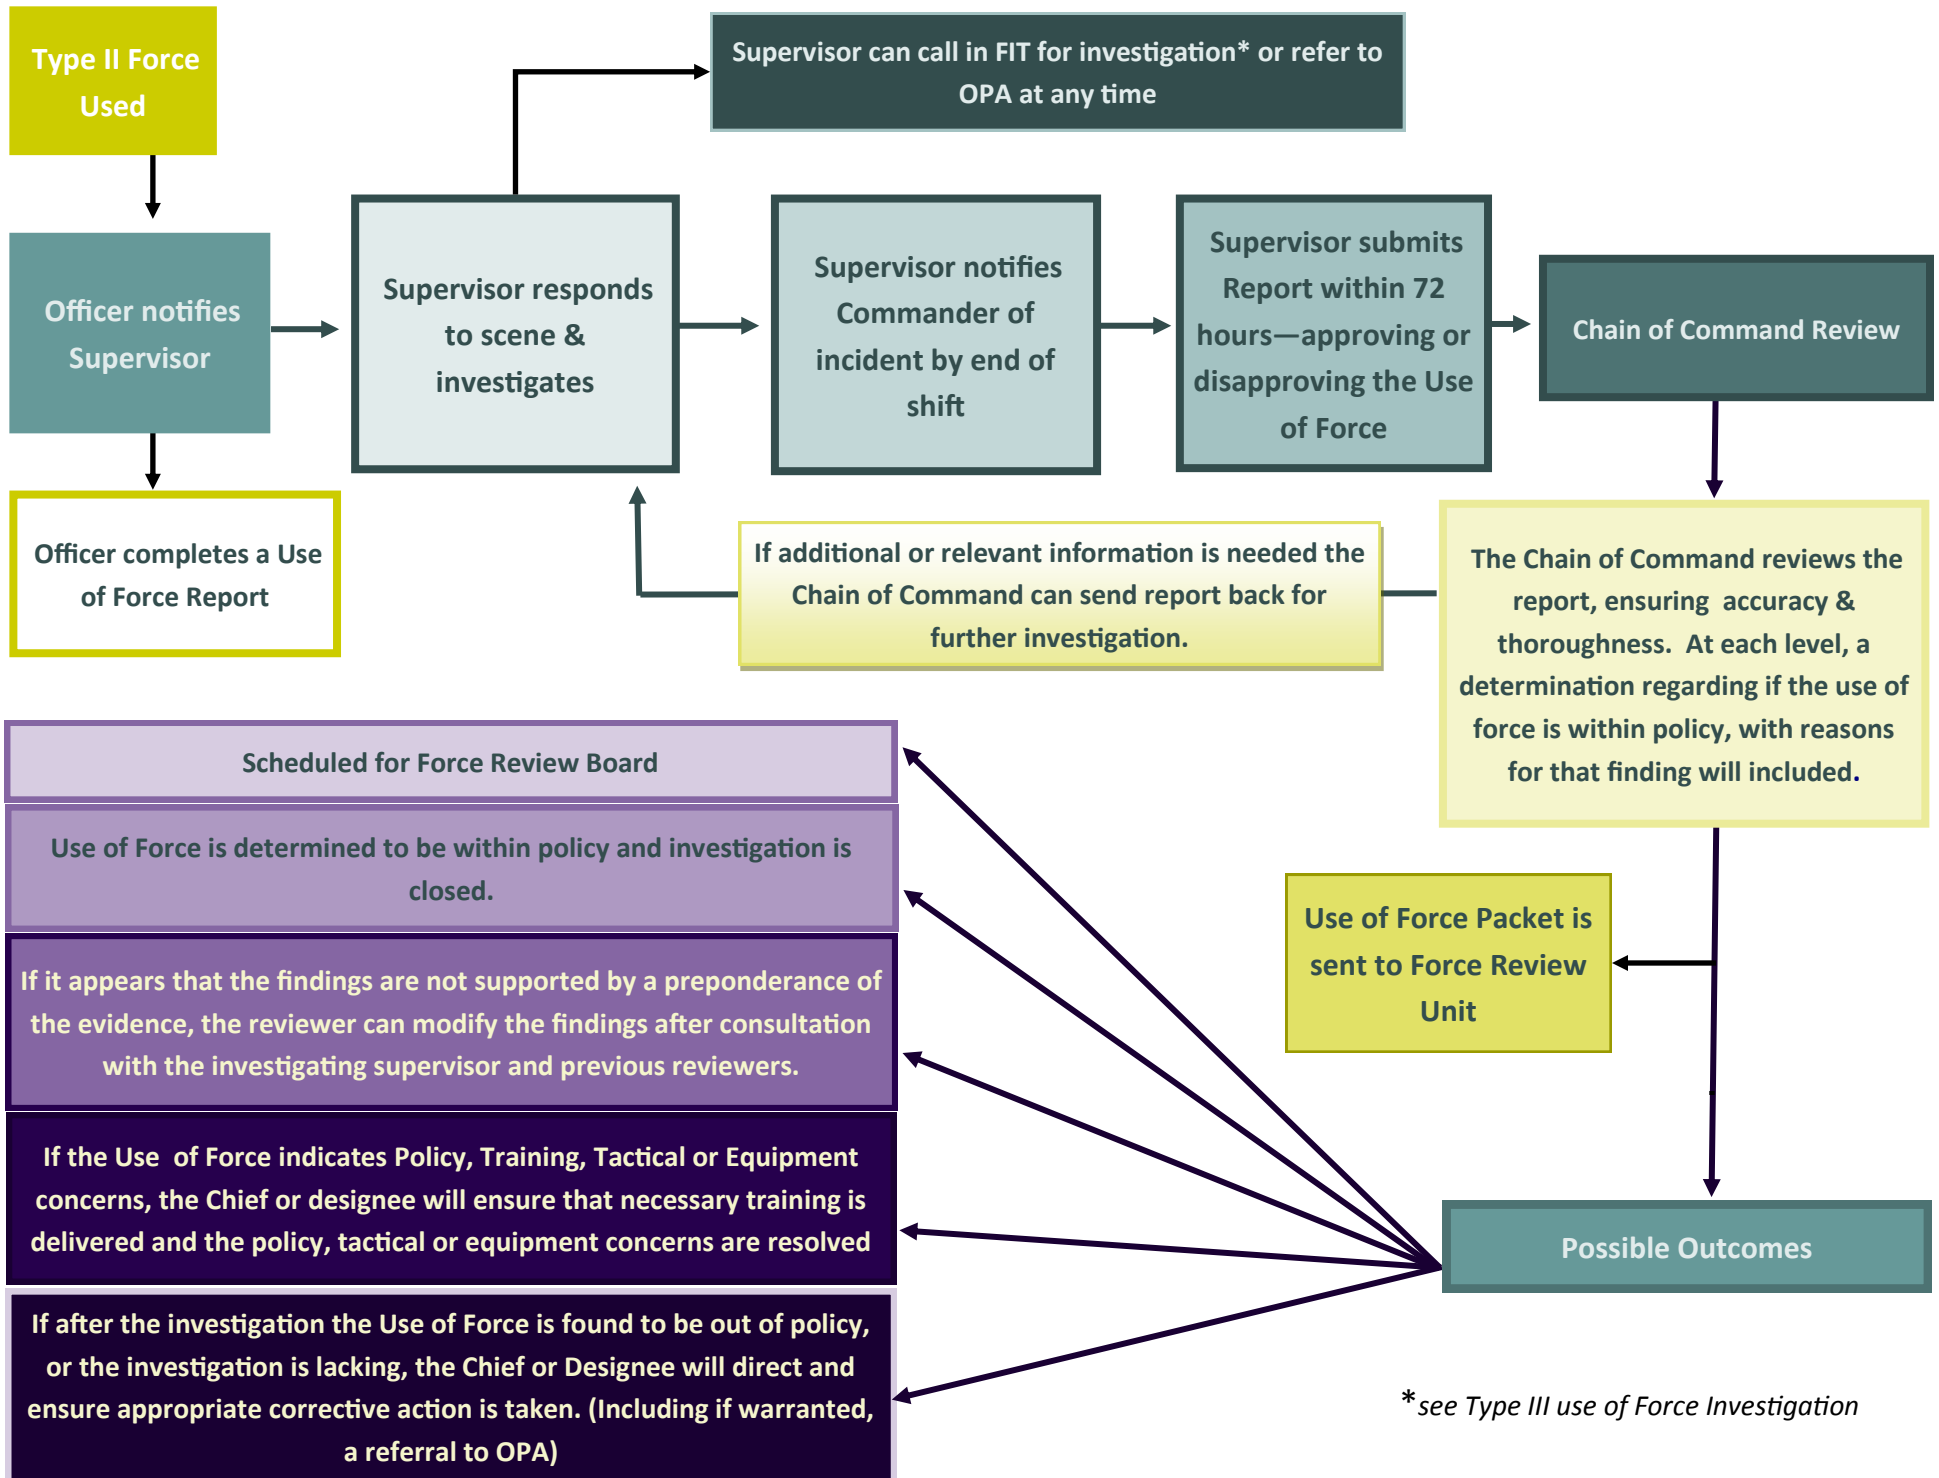 Type II Force
Used
Supervisor can call in FIT for investigation* or refer to
OPA at any time
Officer notifies
Supervisor
Supervisor responds
to scene &
investigates
Supervisor notifies
Commander of
incident by end of
shift
Supervisor submits
Report within 72
hours—approving or
disapproving the Use
of Force
Chain of Command Review
Officer completes a Use
of Force Report
If additional or relevant information is needed the
Chain of Command can send report back for
further investigation.
The Chain of Command reviews the
report, ensuring  accuracy &
thoroughness.  At each level, a
determination regarding if the use of
force is within policy, with reasons
for that finding will included.
Use of Force Packet is
sent to Force Review
Unit
Possible Outcomes
Scheduled for Force Review Board
Use of Force is determined to be within policy and investigation is
closed.
If it appears that the findings are not supported by a preponderance of
the evidence, the reviewer can modify the findings after consultation
with the investigating supervisor and previous reviewers.
If the Use  of Force indicates Policy, Training, Tactical or Equipment
concerns, the Chief or designee will ensure that necessary training is
delivered and the policy, tactical or equipment concerns are resolved
If after the investigation the Use of Force is found to be out of policy,
or the investigation is lacking, the Chief or Designee will direct and
ensure appropriate corrective action is taken. (Including if warranted,
a referral to OPA)
*see Type III use of Force Investigation